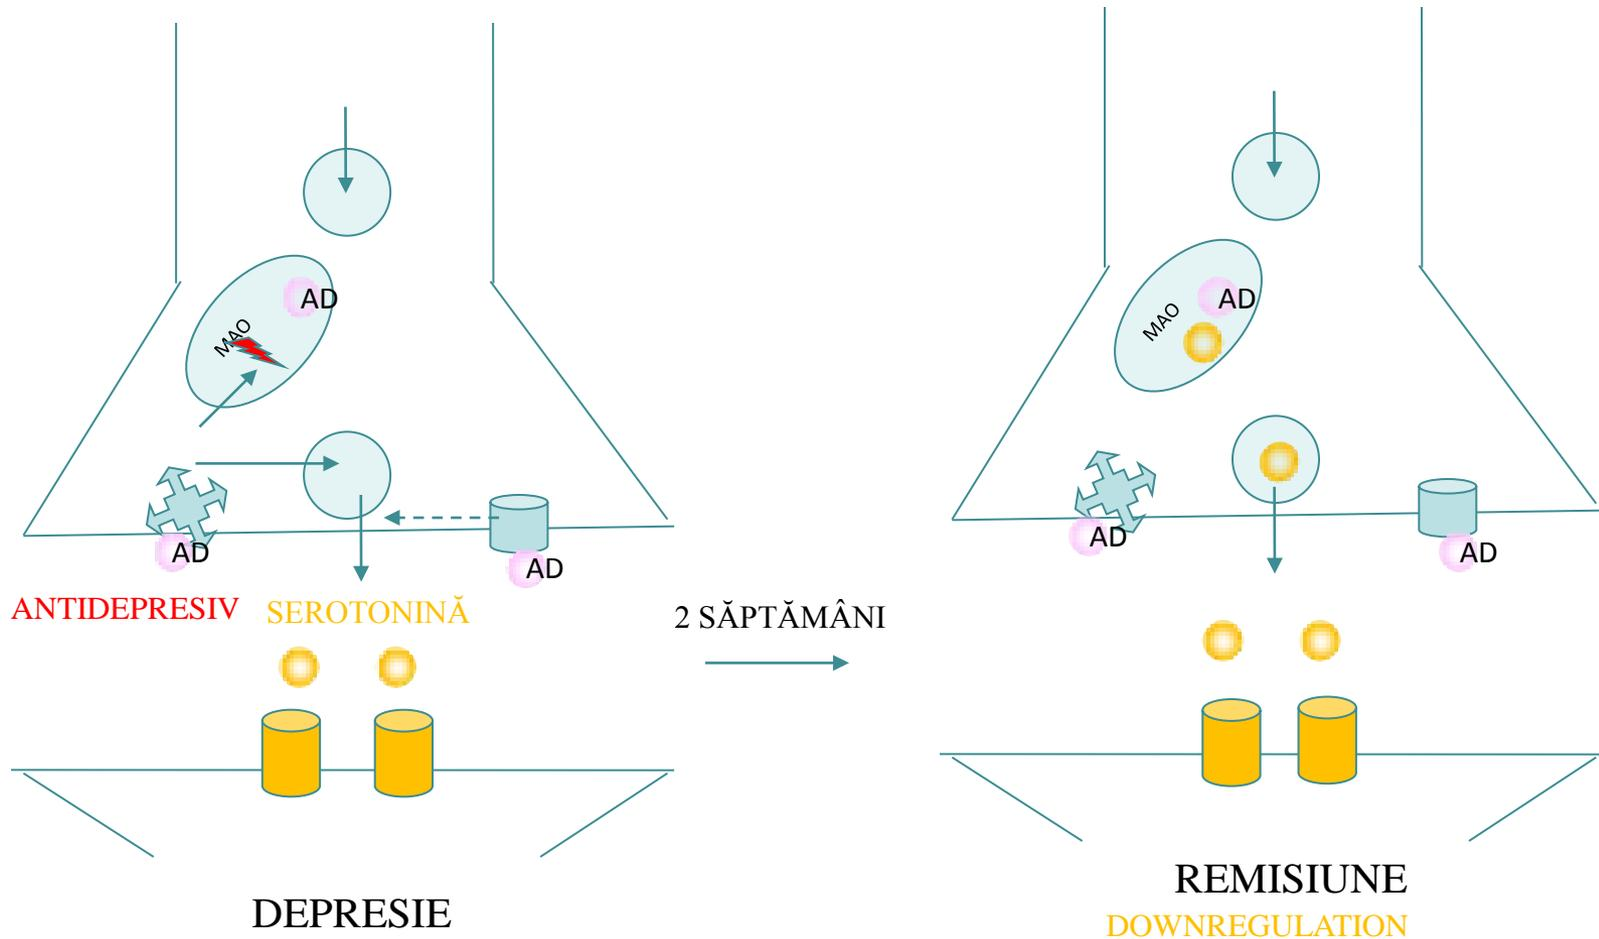 AD
MAO
AD
AD
ANTIDEPRESIV
SEROTONINĂ
DEPRESIE
2 SĂPTĂMÂNI
AD
MAO
AD
AD
REMISIUNE
DOWNREGULATION